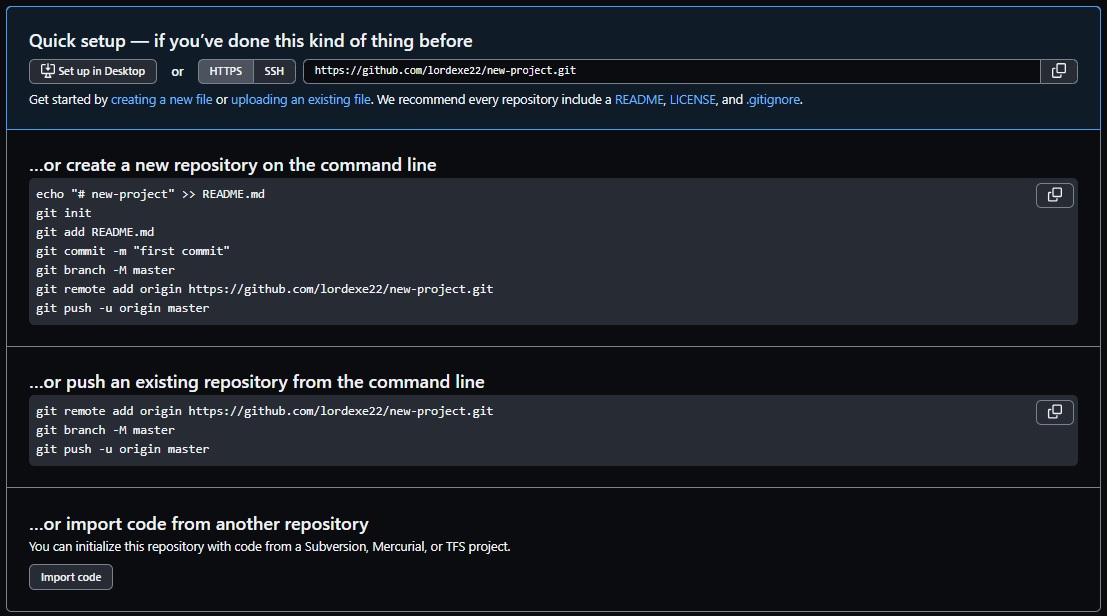 Quick setup — if you’ve done this kind of thing before
Set up in Desktop or HTTPS SSH https://github.com/lordexe22/new-project.git
Get started by creating a new file or uploading an existing file. We recommend every repository include a README, LICENSE, and .gitignore.
…or create a new repository on the command line
echo "# new-project" >> README.md
git init
git add README.md
git commit -m "first commit"
git branch -M master
git remote add origin https://github.com/lordexe22/new-project.git
git push -u origin master
…or push an existing repository from the command line
git remote add origin https://github.com/lordexe22/new-project.git
git branch -M master
git push -u origin master
…or import code from another repository
You can initialize this repository with code from a Subversion, Mercurial, or TFS project.
Import code